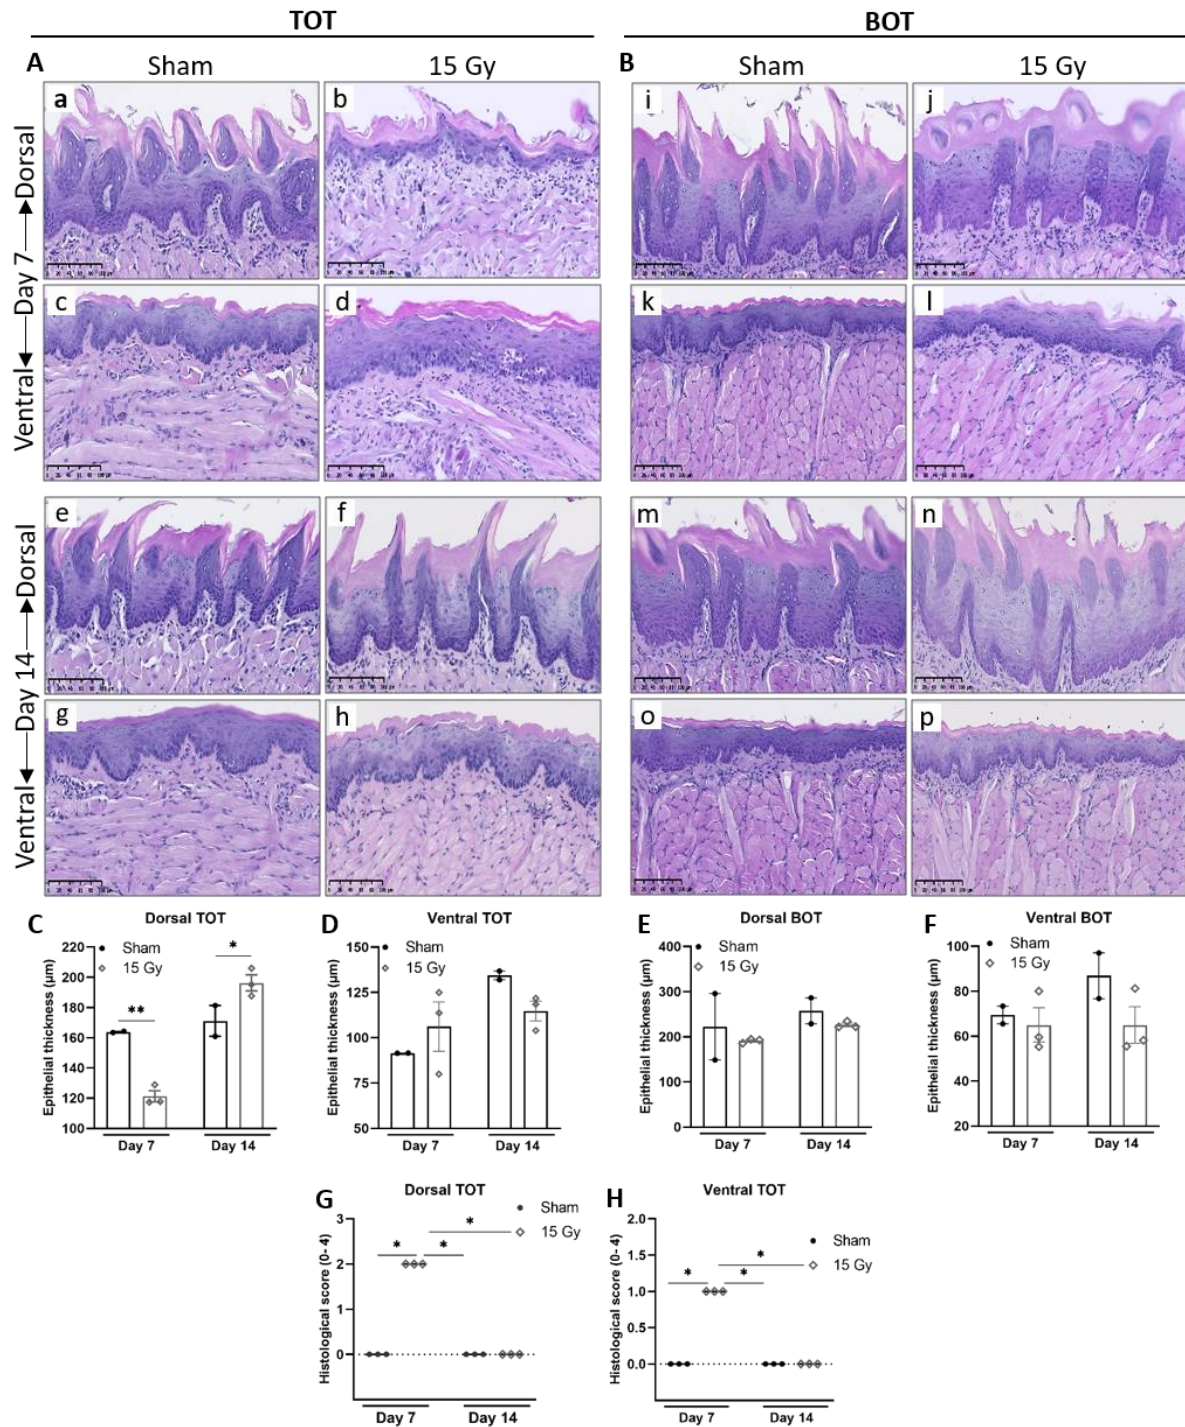 TOT
BOT
A
Sham
15 Gy
B
Sham
15 Gy
Ventral Day 7 Dorsal
a
b
i
j
c
d
k
l
Ventral Day 14 Dorsal
e
f
m
n
g
h
o
p
C
Dorsal TOT
Epithelial thickness (µm)
220
200
180
160
140
120
100
Sham
15 Gy
**
*
Day 7
Day 14
D
Ventral TOT
Epithelial thickness (µm)
150
125
100
75
50
Sham
15 Gy
Day 7
Day 14
E
Dorsal BOT
Epithelial thickness (µm)
400
300
200
100
0
Sham
15 Gy
Day 7
Day 14
F
Ventral BOT
Epithelial thickness (µm)
100
80
60
40
20
Sham
15 Gy
Day 7
Day 14
G
Dorsal TOT
Histological score (0- 4)
3
2
1
0
Sham
15 Gy
*
*
*
Day 7
Day 14
H
Ventral TOT
Histological score (0- 4)
2.0
1.5
1.0
0.5
0.0
Sham
15 Gy
*
*
*
Day 7
Day 14